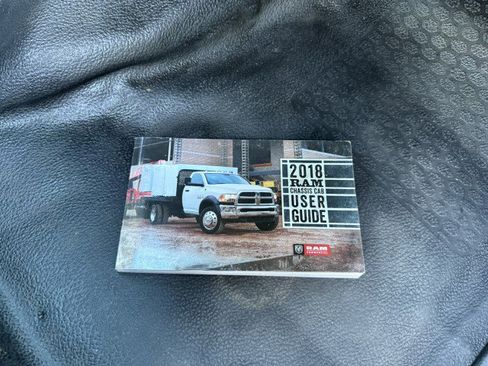 2018
RAM
CHASSIS CAB
USER
GUIDE
RAM